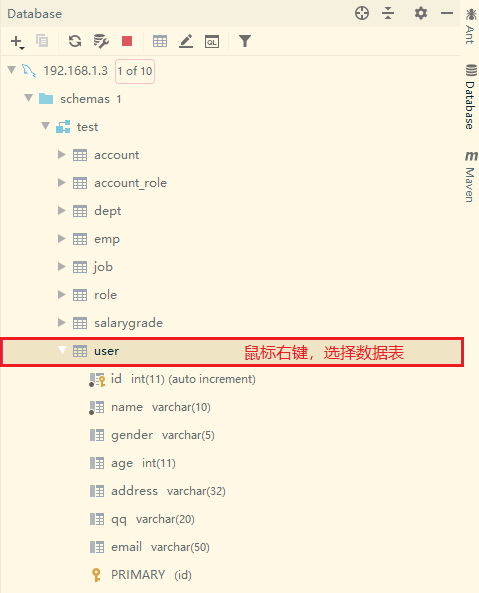 Database
192.168.1.3 1 of 10
schemas 1
test
account
account_role
dept
emp
job
role
salarygrade
user 鼠标右键，选择数据表
id int(11) (auto increment)
name varchar(10)
gender varchar(5)
age int(11)
address varchar(32)
qq varchar(20)
email varchar(50)
PRIMARY (id)
QL
Ant
Database
m Maven